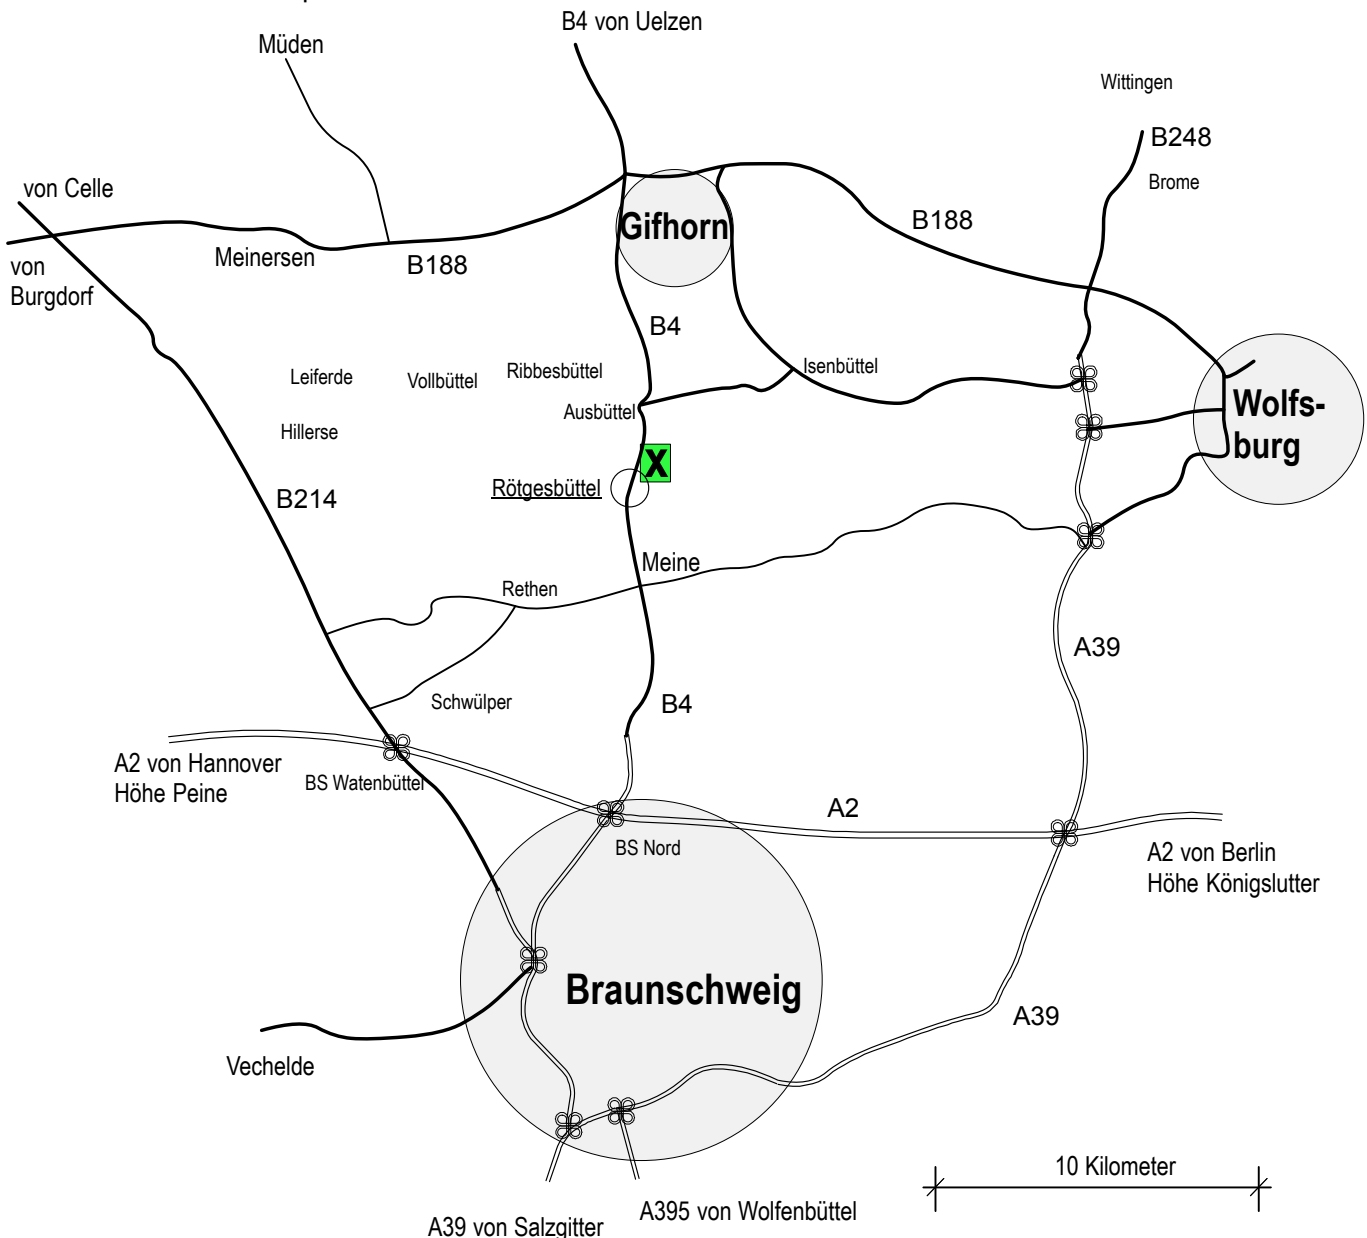 B4 von Uelzen
Müden
Wittingen
B248
von Celle
Brome
Gifhorn
B188
von
Burgdorf
Meinersen
B188
B4
Isenbüttel
Leiferde
Vollbüttel
Ribbesbüttel
Ausbüttel
Wolfs-
burg
Hillerse
X
Rötgesbüttel
B214
Meine
Rethen
A39
Schwülper
B4
A2 von Hannover
Höhe Peine
BS Watenbüttel
A2
BS Nord
A2 von Berlin
Höhe Königslutter
Braunschweig
A39
Vechelde
10 Kilometer
A395 von Wolfenbüttel
A39 von Salzgitter